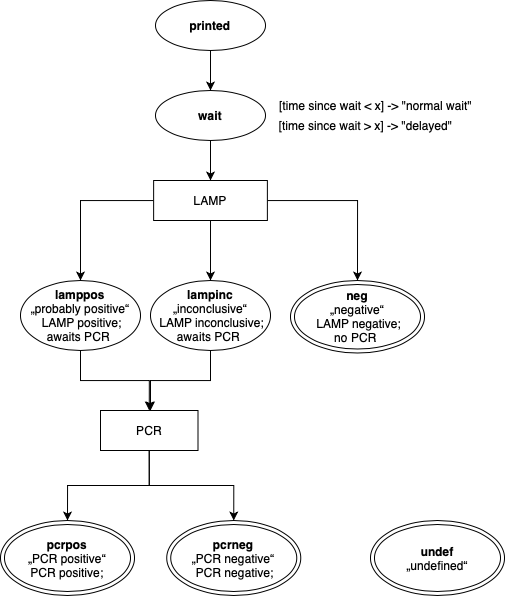 printed
wait
[time since wait < x] -> "normal wait"
[time since wait > x] -> "delayed"
LAMP
lamppos
„probably positive“
LAMP positive;
awaits PCR
lampinc
„inconclusive“
LAMP inconclusive;
awaits PCR
neg
„negative“
LAMP negative;
no PCR
PCR
pcrpos
„PCR positive“
PCR positive;
pcrneg
„PCR negative“
PCR negative;
undef
„undefined“